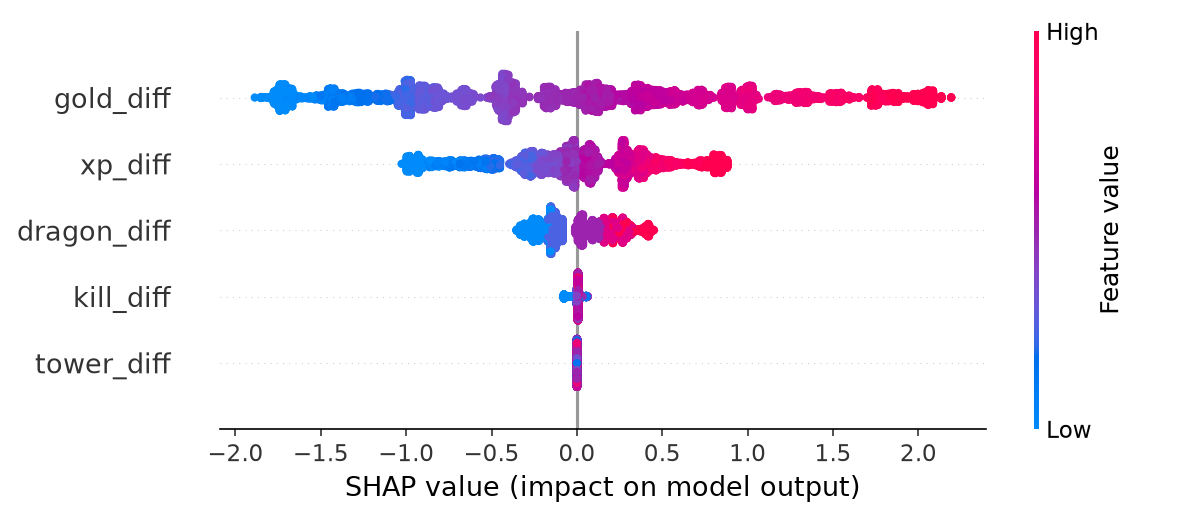 High
gold_diff
xp_diff
dragon_diff
kill_diff
tower_diff
Feature value
Low
−2.0 −1.5 −1.0 −0.5 0.0 0.5 1.0 1.5 2.0
SHAP value (impact on model output)